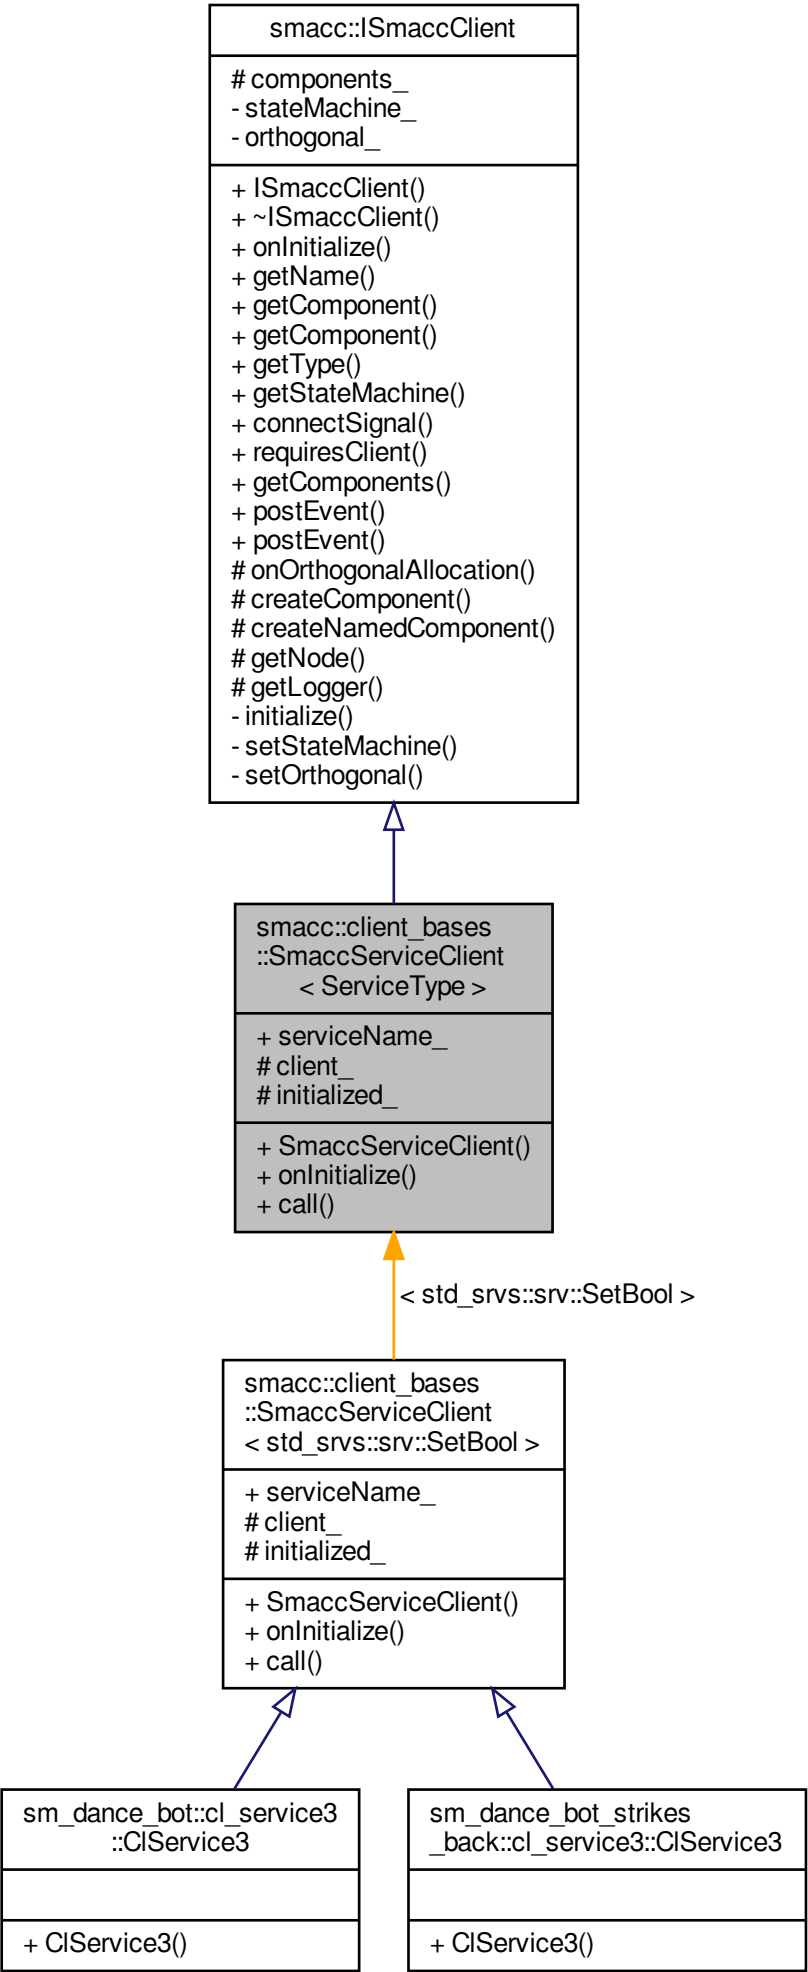 smacc::ISmaccClient
# components_
- stateMachine_
- orthogonal_
+ ISmaccClient()
+ ~ISmaccClient()
+ onInitialize()
+ getName()
+ getComponent()
+ getComponent()
+ getType()
+ getStateMachine()
+ connectSignal()
+ requiresClient()
+ getComponents()
+ postEvent()
+ postEvent()
# onOrthogonalAllocation()
# createComponent()
# createNamedComponent()
# getNode()
# getLogger()
- initialize()
- setStateMachine()
- setOrthogonal()
smacc::client_bases
::SmaccServiceClient
< ServiceType >
+ serviceName_
# client_
# initialized_
+ SmaccServiceClient()
+ onInitialize()
+ call()
< std_srvs::srv::SetBool >
smacc::client_bases
::SmaccServiceClient
< std_srvs::srv::SetBool >
+ serviceName_
# client_
# initialized_
+ SmaccServiceClient()
+ onInitialize()
+ call()
sm_dance_bot::cl_service3
::ClService3
+ ClService3()
sm_dance_bot_strikes
_back::cl_service3::ClService3
+ ClService3()